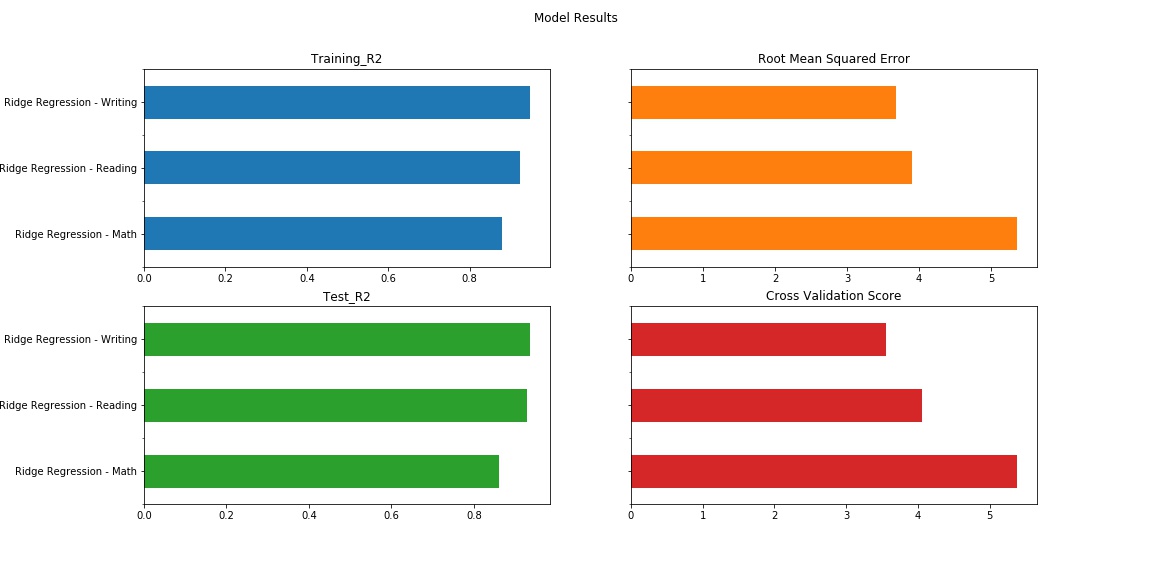 Model Results
Training_R2
Ridge Regression - Writing
Ridge Regression - Reading
Ridge Regression - Math
0.0 0.2 0.4 0.6 0.8
Root Mean Squared Error
0 1 2 3 4 5
Test_R2
Ridge Regression - Writing
Ridge Regression - Reading
Ridge Regression - Math
0.0 0.2 0.4 0.6 0.8
Cross Validation Score
0 1 2 3 4 5